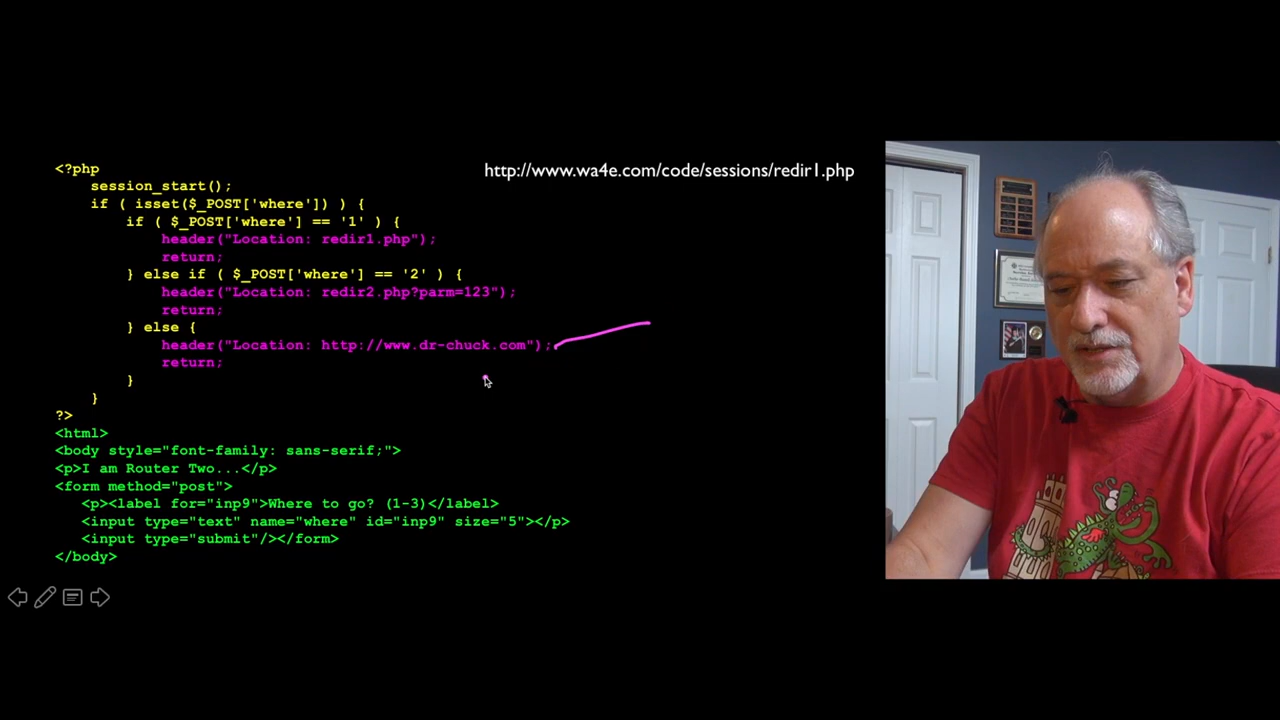 http://www.wa4e.com/code/sessions/redir1.php
<?php
session_start();
if ( isset($_POST['where']) ) {
if ( $_POST['where'] == '1' ) {
header("Location: redir1.php");
return;
} else if ( $_POST['where'] == '2' ) {
header("Location: redir2.php?parm=123");
return;
} else {
header("Location: http://www.dr-chuck.com");
return;
}
}
?>
<html>
<body style="font-family: sans-serif;">
<p>I am Router Two...</p>
<form method="post">
<p><label for="inp9">Where to go? (1-3)</label>
<input type="text" name="where" id="inp9" size="5"></p>
<input type="submit"/></form>
</body>